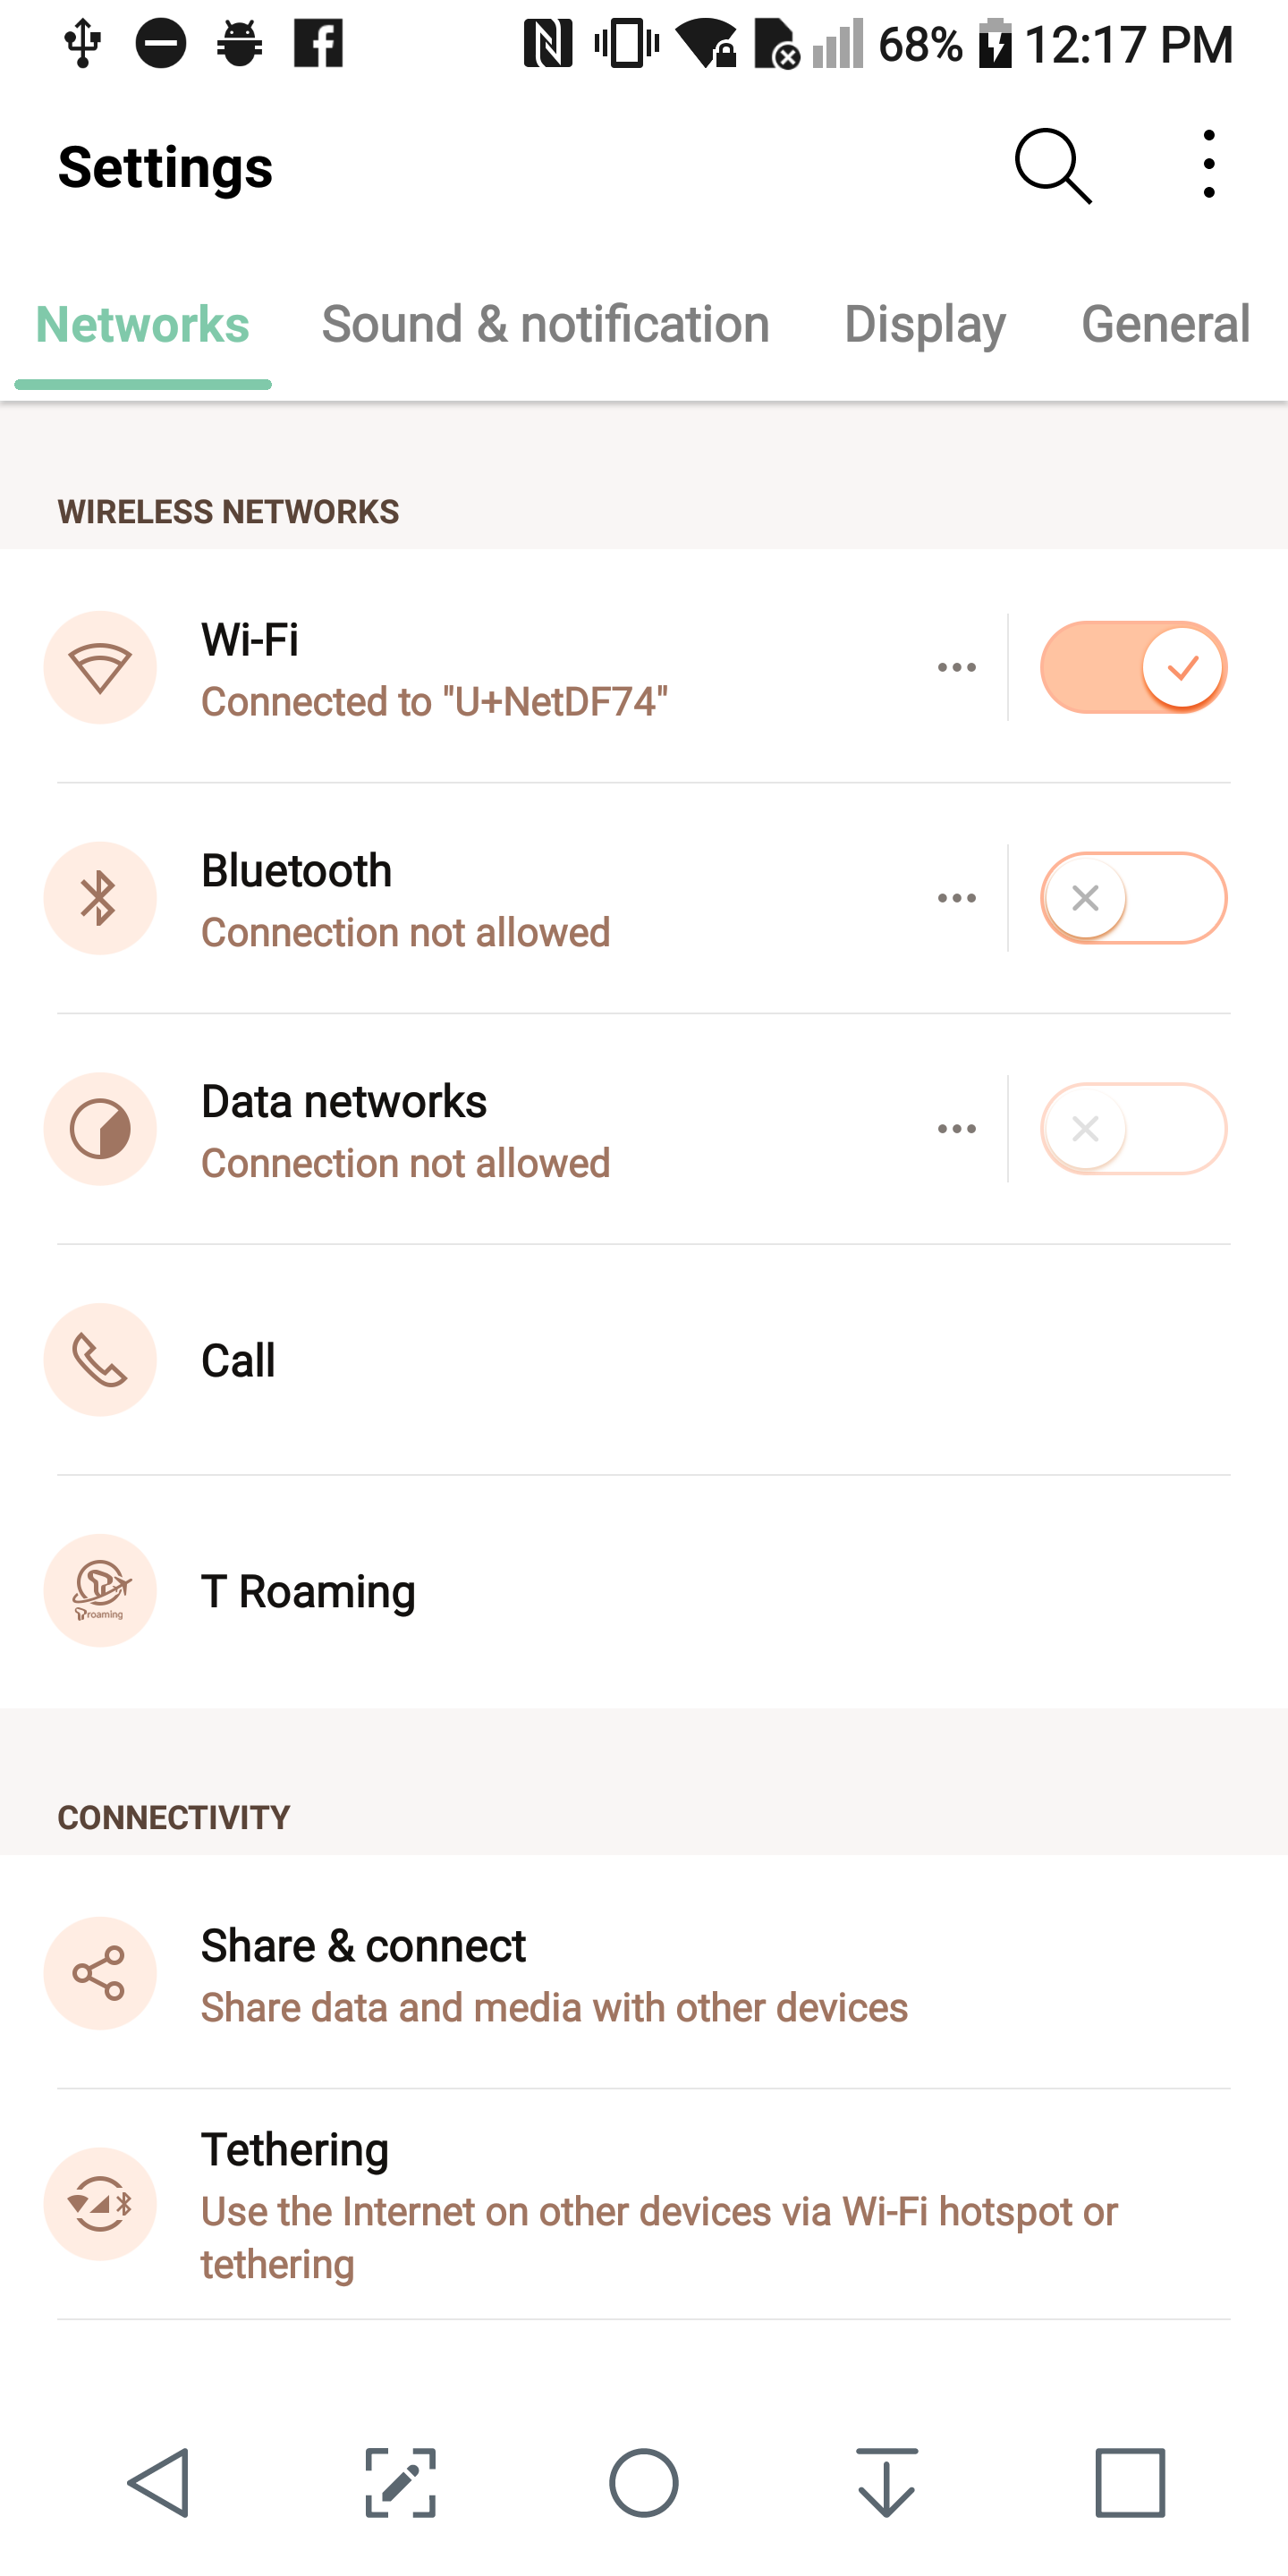 68% 12:17 PM
Settings
Networks Sound & notification Display General
WIRELESS NETWORKS
Wi-Fi
Connected to "U+NetDF74"
Bluetooth
Connection not allowed
Data networks
Connection not allowed
Call
T Roaming
roaming
CONNECTIVITY
Share & connect
Share data and media with other devices
Tethering
Use the Internet on other devices via Wi-Fi hotspot or
tethering